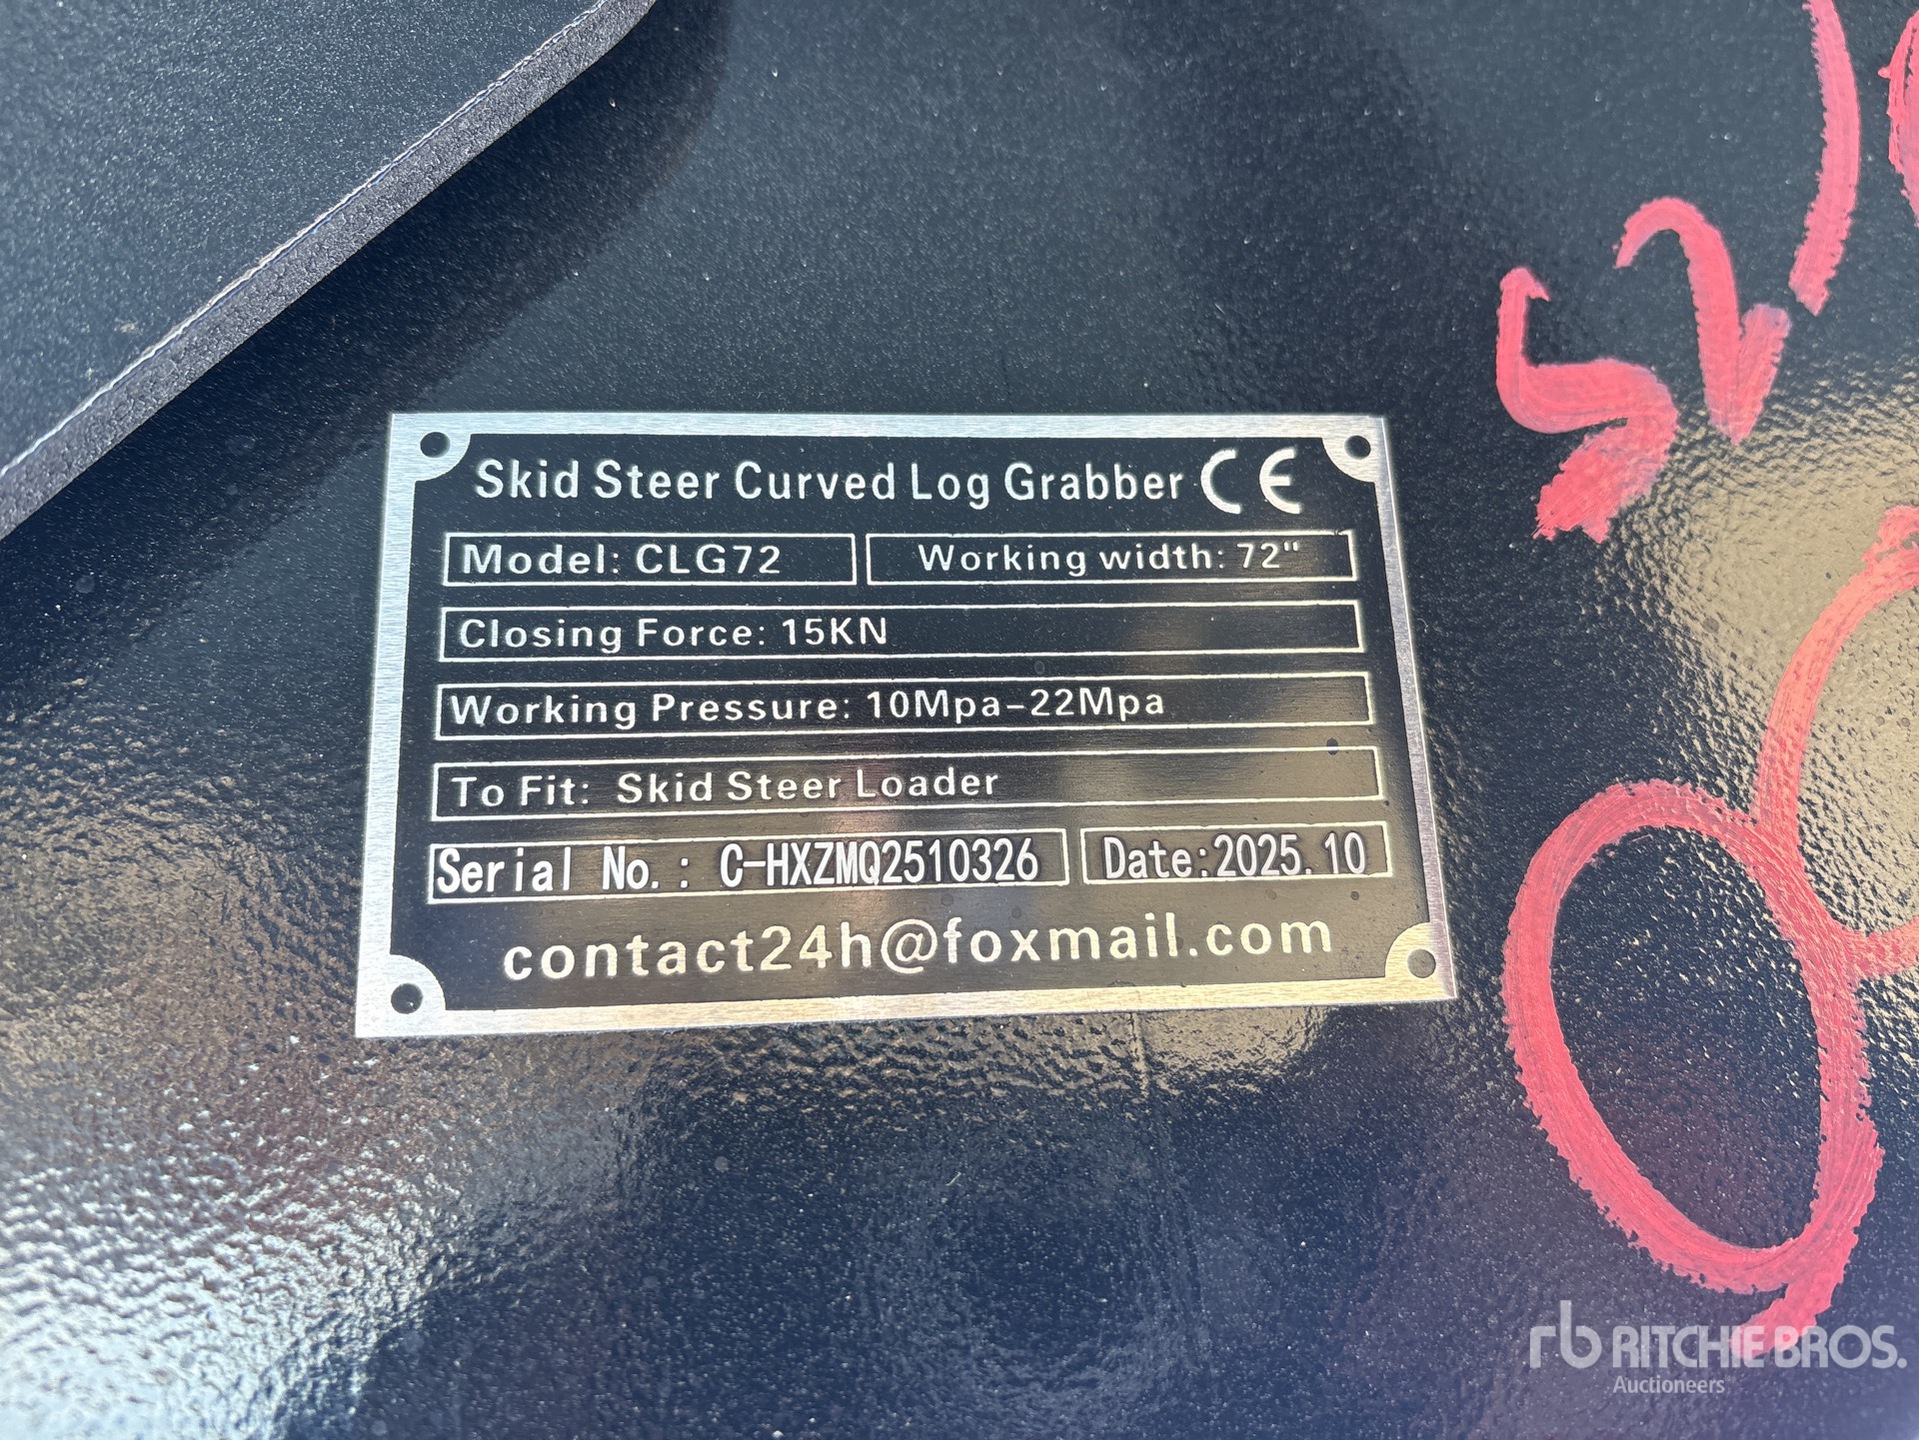 Skid Steer Curved Log Grabber CE
Model: CLG72
Working width: 72"
Closing Force: 15KN
Working Pressure: 10Mpa-22Mpa
To Fit: Skid Steer Loader
Serial No.: C-HXZMQ2510326
Date:2025.10
contact24h@foxmail.com
rb RITCHIE BROS.
Auctioneers